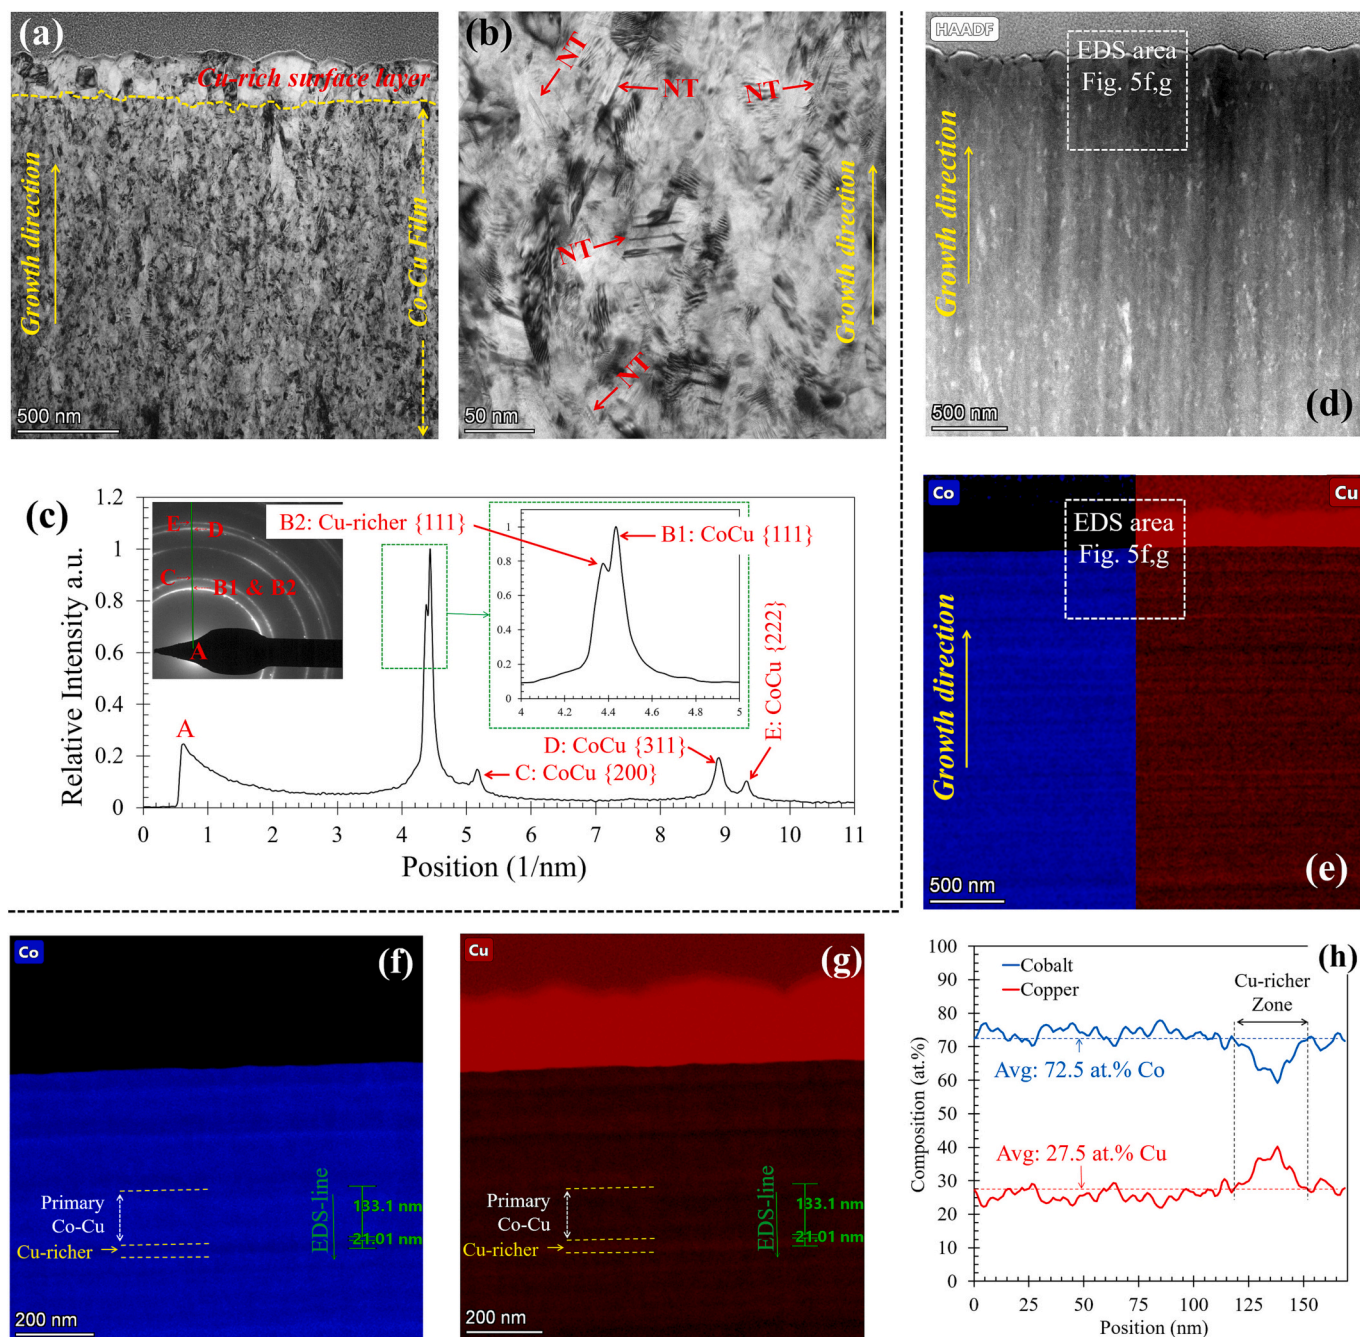 (a)
Cu-rich surface layer
Growth direction
Co-Cu Film
500 nm
(b)
NT
NT
NT
NT
NT
Growth direction
50 nm
HAADF
EDS area
Fig. 5f,g
Growth direction
500 nm
(d)
(c)
Relative Intensity a.u.
1.2
1
0.8
0.6
0.4
0.2
0
0 1 2 3 4 5 6 7 8 9 10 11
Position (1/nm)
E
D
C
B1 & B2
A
A
B2: Cu-richer {111}
B1: CoCu {111}
1
0.8
0.6
0.4
0.2
0
4 4.2 4.4 4.6 4.8 5
C: CoCu {200}
D: CoCu {311}
E: CoCu {222}
Co
Cu
EDS area
Fig. 5f,g
Growth direction
500 nm
(e)
Co
(f)
Primary
Co-Cu
Cu-richer
EDS-line
133.1 nm
21.01 nm
200 nm
Cu
(g)
Primary
Co-Cu
Cu-richer
EDS-line
133.1 nm
21.01 nm
200 nm
(h)
Composition (at.%)
100
90
80
70
60
50
40
30
20
10
0
0 25 50 75 100 125 150
Position (nm)
Cobalt
Copper
Cu-richer
Zone
Avg: 72.5 at.% Co
Avg: 27.5 at.% Cu